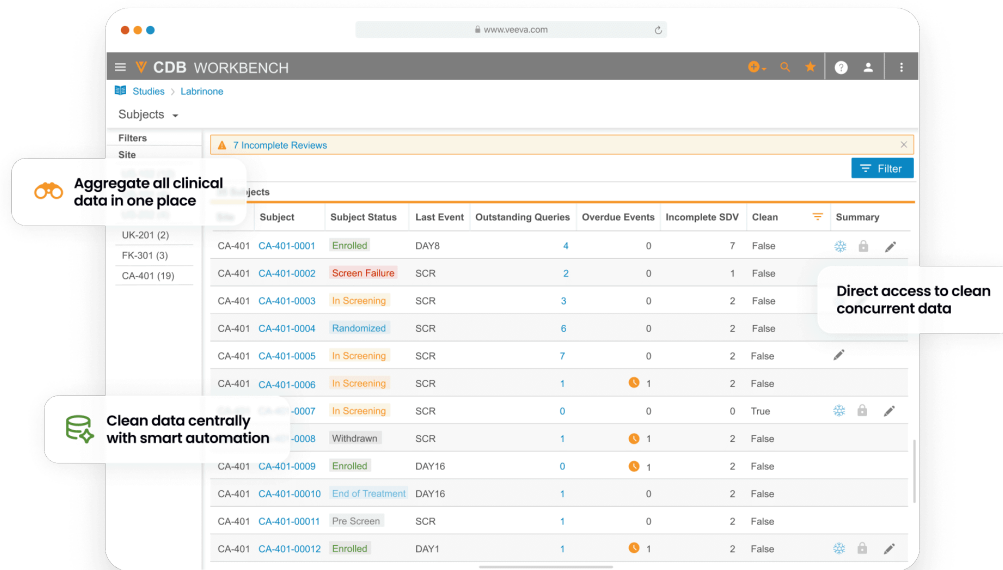 www.veeva.com
CDB WORKBENCH
?
Studies > Labrinone
Subjects
Filters
7 Incomplete Reviews
Site
Filter
Aggregate all clinical
data in one place
jects
Subject Subject Status Last Event Outstanding Queries Overdue Events Incomplete SDV Clean Summary
UK-201 (2)
FK-301 (3)
CA-401 (19)
CA-401 CA-401-0001 Enrolled DAY8 4 0 7 False
CA-401 CA-401-0002 Screen Failure SCR 2 0 1 False
CA-401 CA-401-0003 In Screening SCR 3 0 2 False
Direct access to clean
concurrent data
CA-401 CA-401-0004 Randomized SCR 6 0 2 False
CA-401 CA-401-0005 In Screening SCR 7 0 2 False
CA-401 CA-401-0006 In Screening SCR 1 1 2 False
-0007 In Screening SCR 0 0 0 True
Clean data centrally
with smart automation
-0008 Withdrawn SCR 1 1 2 False
CA-401 CA-401-0009 Enrolled DAY16 0 1 2 False
CA-401 CA-401-00010 End of Treatment DAY16 1 0 2 False
CA-401 CA-401-00011 Pre Screen SCR 1 0 2 False
CA-401 CA-401-00012 Enrolled DAY1 1 1 2 False